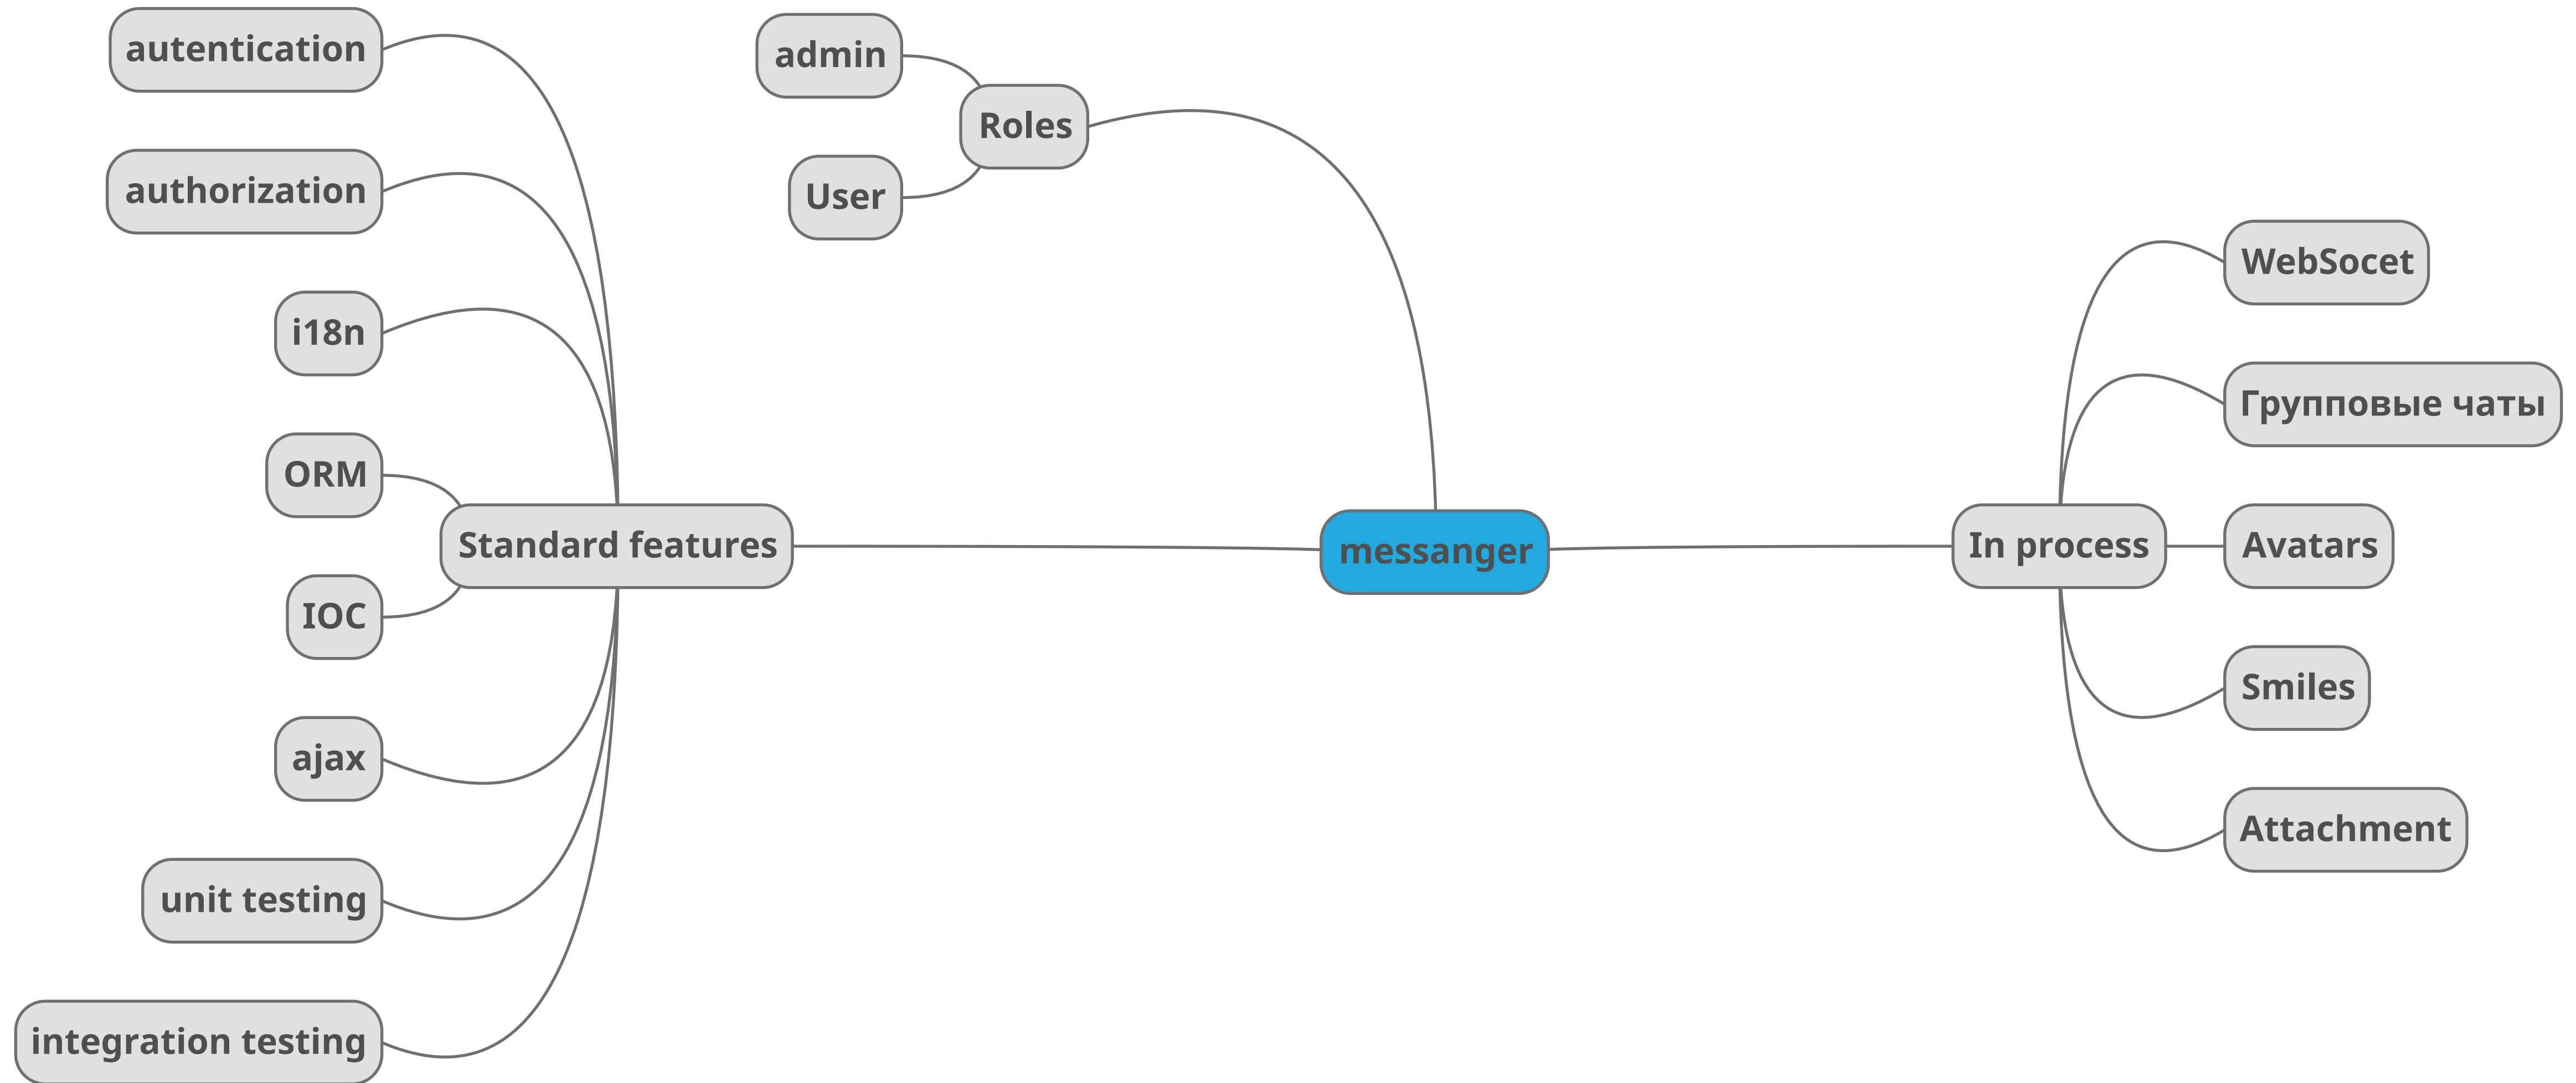 autentication
authorization
i18n
ORM
IOC
ajax
unit testing
integration testing
Standard features
admin
User
Roles
messanger
In process
WebSocet
Групповые чаты
Avatars
Smiles
Attachment